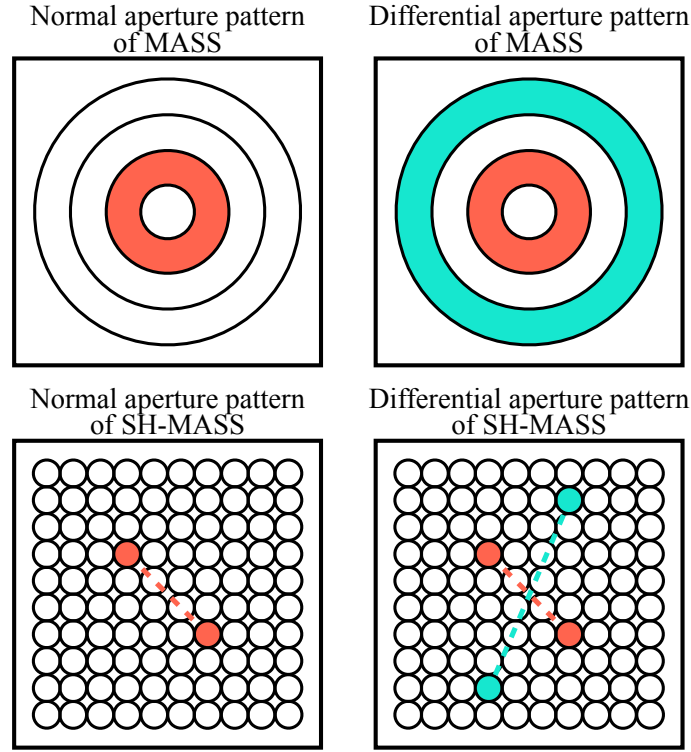 Normal aperture pattern
of MASS
Differential aperture pattern
of MASS
Normal aperture pattern
of SH-MASS
Differential aperture pattern
of SH-MASS